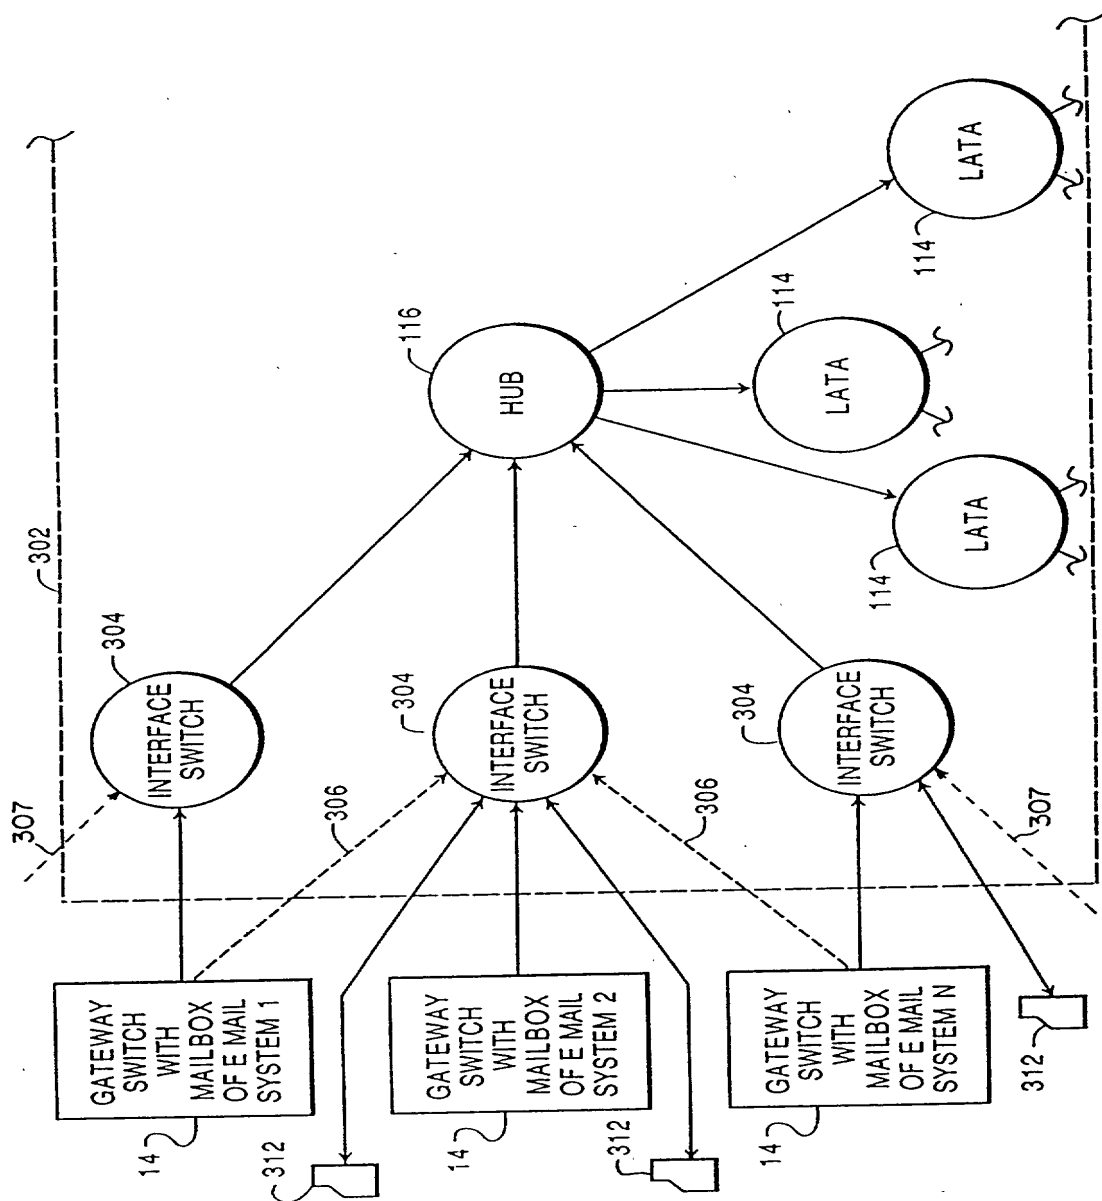 302
307
304
INTERFACE
SWITCH
GATEWAY
SWITCH
WITH
MAILBOX
OF E MAIL
SYSTEM 1
14
312
306
304
INTERFACE
SWITCH
116
HUB
GATEWAY
SWITCH
WITH
MAILBOX
OF E MAIL
SYSTEM 2
14
312
306
304
INTERFACE
SWITCH
307
GATEWAY
SWITCH
WITH
MAILBOX
OF E MAIL
SYSTEM N
14
312
114
LATA
114
LATA
114
LATA